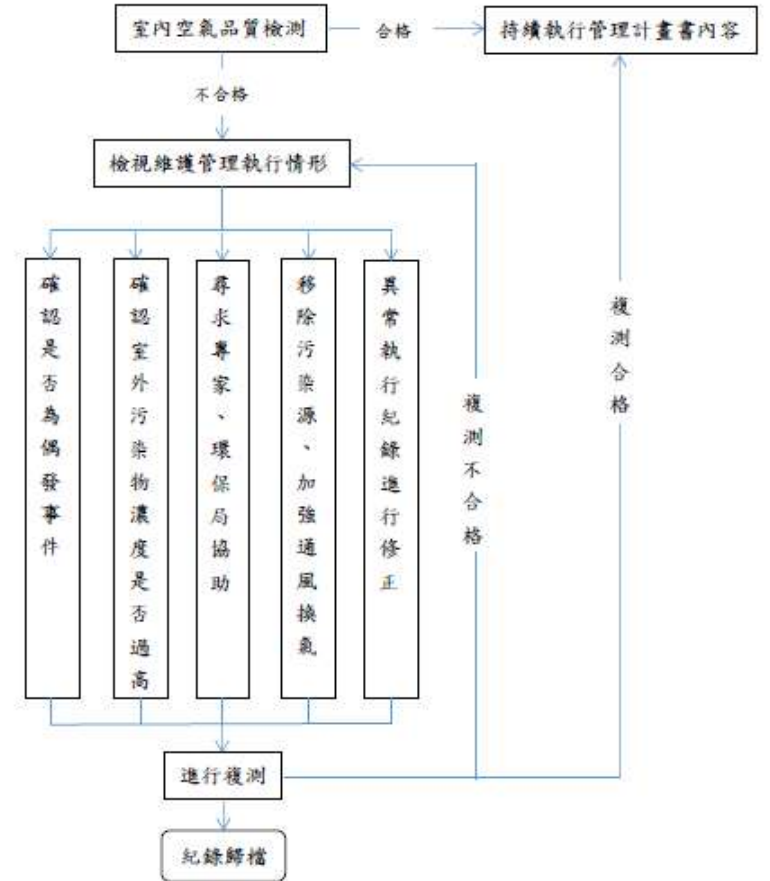 室內空氣品質檢測
合格
持續執行管理計畫書內容
不合格
檢視維護管理執行情形
確認是否為偶發事件
確認室外污染物濃度是否過高
尋求專家、環保局協助
移除污染源、加強通風換氣
異常執行紀錄進行修正
複測不合格
複測合格
進行複測
紀錄歸檔